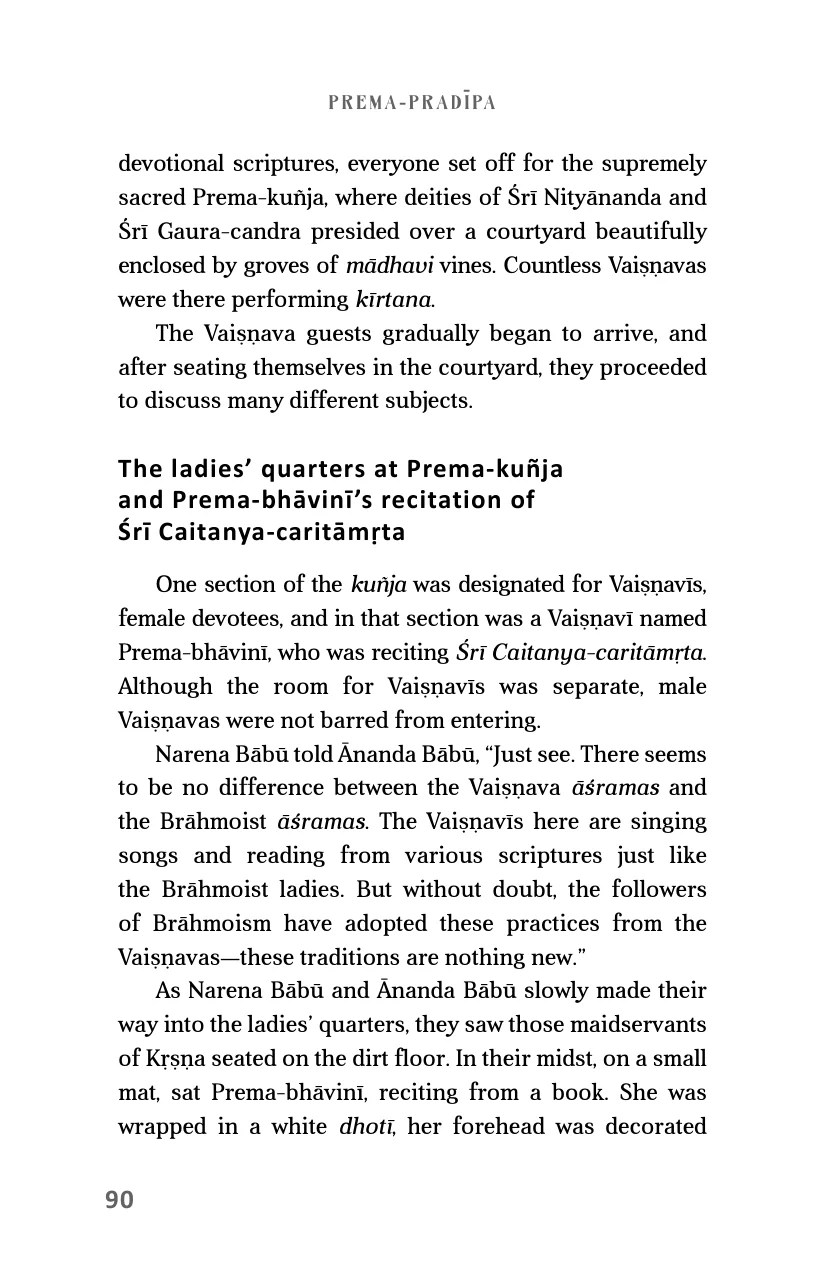 PREMA-PRADĪPA
devotional scriptures, everyone set off for the supremely
sacred Prema-kuñja, where deities of Śrī Nityānanda and
Śrī Gaura-candra presided over a courtyard beautifully
enclosed by groves of mādhavi vines. Countless Vaiṣṇavas
were there performing kīrtana.
The Vaiṣṇava guests gradually began to arrive, and
after seating themselves in the courtyard, they proceeded
to discuss many different subjects.
The ladies’ quarters at Prema-kuñja
and Prema-bhāvinī’s recitation of
Śrī Caitanya-caritāmṛta
One section of the kuñja was designated for Vaiṣṇavīs,
female devotees, and in that section was a Vaiṣṇavī named
Prema-bhāvinī, who was reciting Śrī Caitanya-caritāmṛta.
Although the room for Vaiṣṇavīs was separate, male
Vaiṣṇavas were not barred from entering.
Narena Bābū told Ānanda Bābū, “Just see. There seems
to be no difference between the Vaiṣṇava āśramas and
the Brāhmoist āśramas. The Vaiṣṇavīs here are singing
songs and reading from various scriptures just like
the Brāhmoist ladies. But without doubt, the followers
of Brāhmoism have adopted these practices from the
Vaiṣṇavas—these traditions are nothing new.”
As Narena Bābū and Ānanda Bābū slowly made their
way into the ladies’ quarters, they saw those maidservants
of Kṛṣṇa seated on the dirt floor. In their midst, on a small
mat, sat Prema-bhāvinī, reciting from a book. She was
wrapped in a white dhotī, her forehead was decorated
90